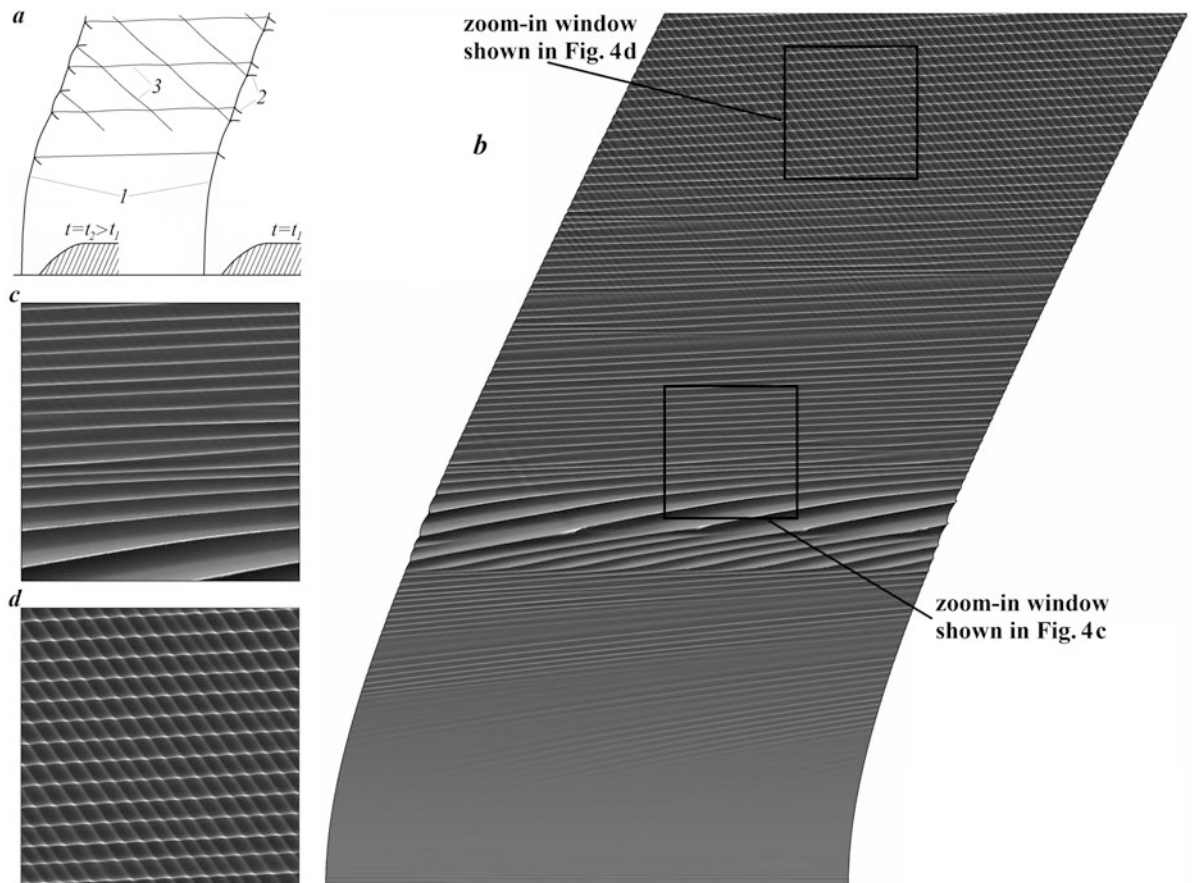 a
3
2
1
t=t₂>t₁
t=t₁
zoom-in window
shown in Fig. 4d
b
c
zoom-in window
shown in Fig. 4c
d